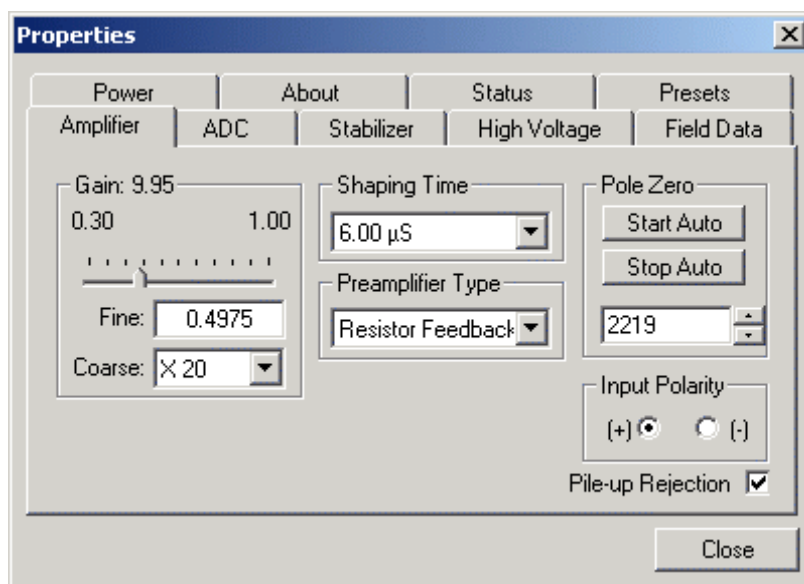 Properties
Power About Status Presets
Amplifier ADC Stabilizer High Voltage Field Data
Gain: 9.95
0.30 1.00
Fine: 0.4975
Coarse: X 20
Shaping Time
6.00 µS
Preamplifier Type
Resistor Feedback
Pole Zero
Start Auto
Stop Auto
2219
Input Polarity
(+) (-)
Pile-up Rejection
Close